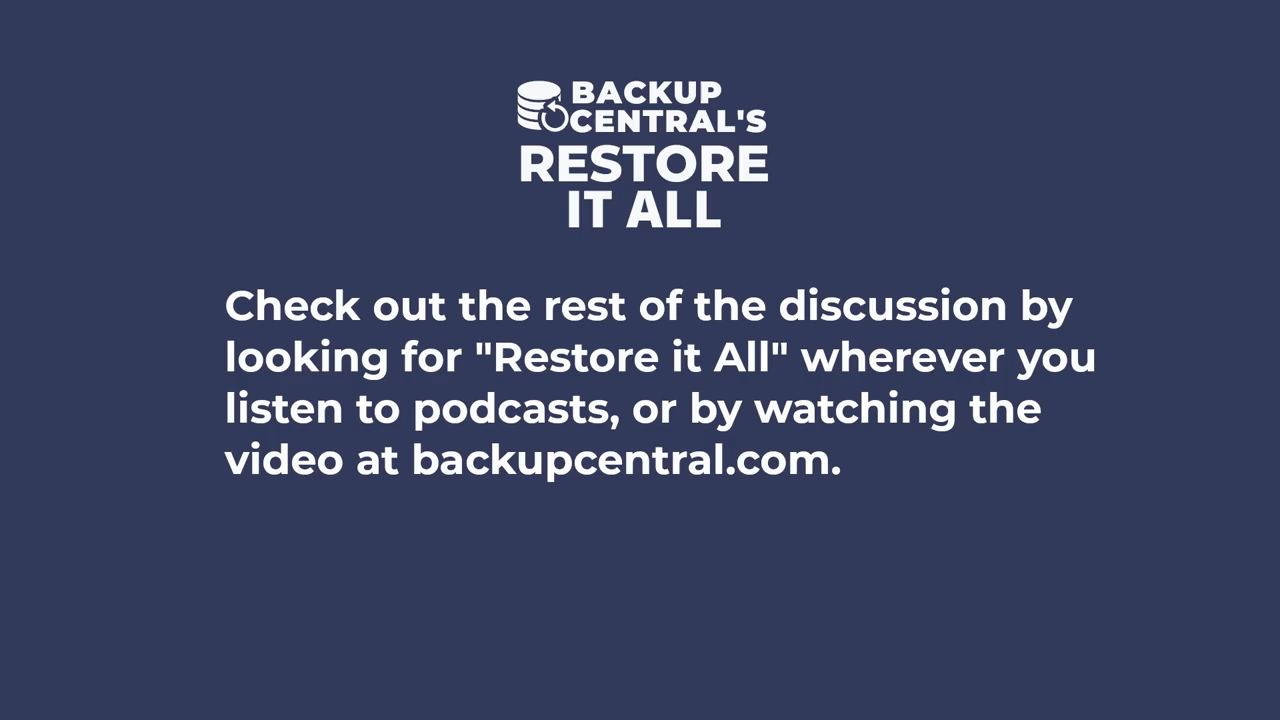 BACKUP
CENTRAL'S
RESTORE
IT ALL
Check out the rest of the discussion by
looking for "Restore it All" wherever you
listen to podcasts, or by watching the
video at backupcentral.com.